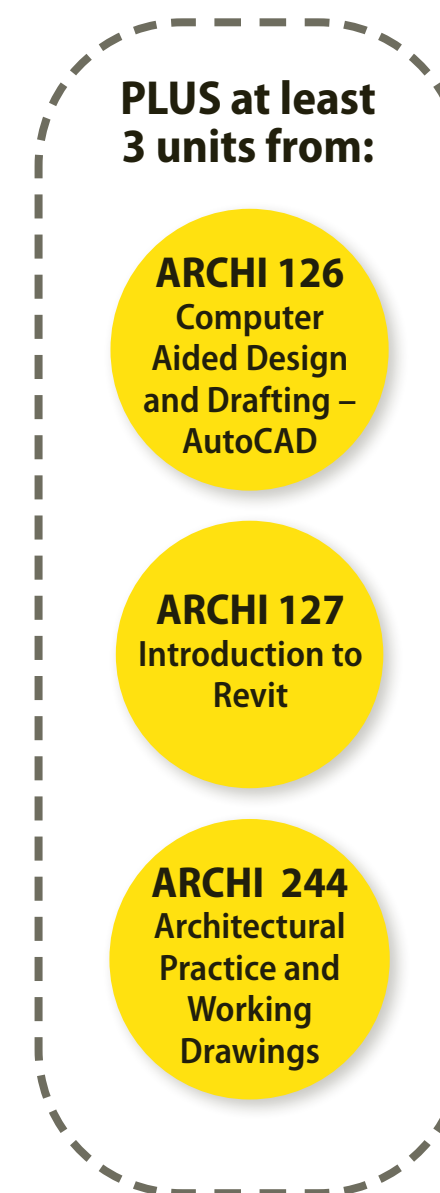 PLUS at least
3 units from:
ARCHI 126
Computer
Aided Design
and Drafting –
AutoCAD
ARCHI 127
Introduction to
Revit
ARCHI 244
Architectural
Practice and
Working
Drawings